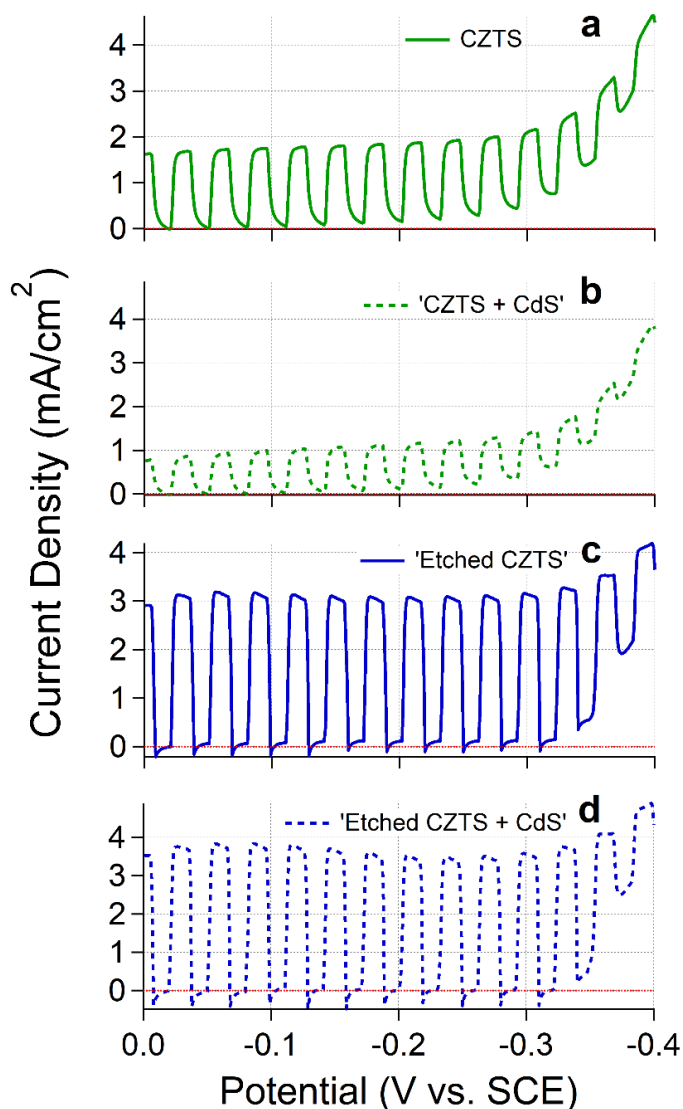 a
CZTS
4
3
2
1
0
b
'CZTS + CdS'
4
3
2
1
0
c
'Etched CZTS'
4
3
2
1
0
d
'Etched CZTS + CdS'
4
3
2
1
0
Current Density (mA/cm²)
0.0 -0.1 -0.2 -0.3 -0.4
Potential (V vs. SCE)